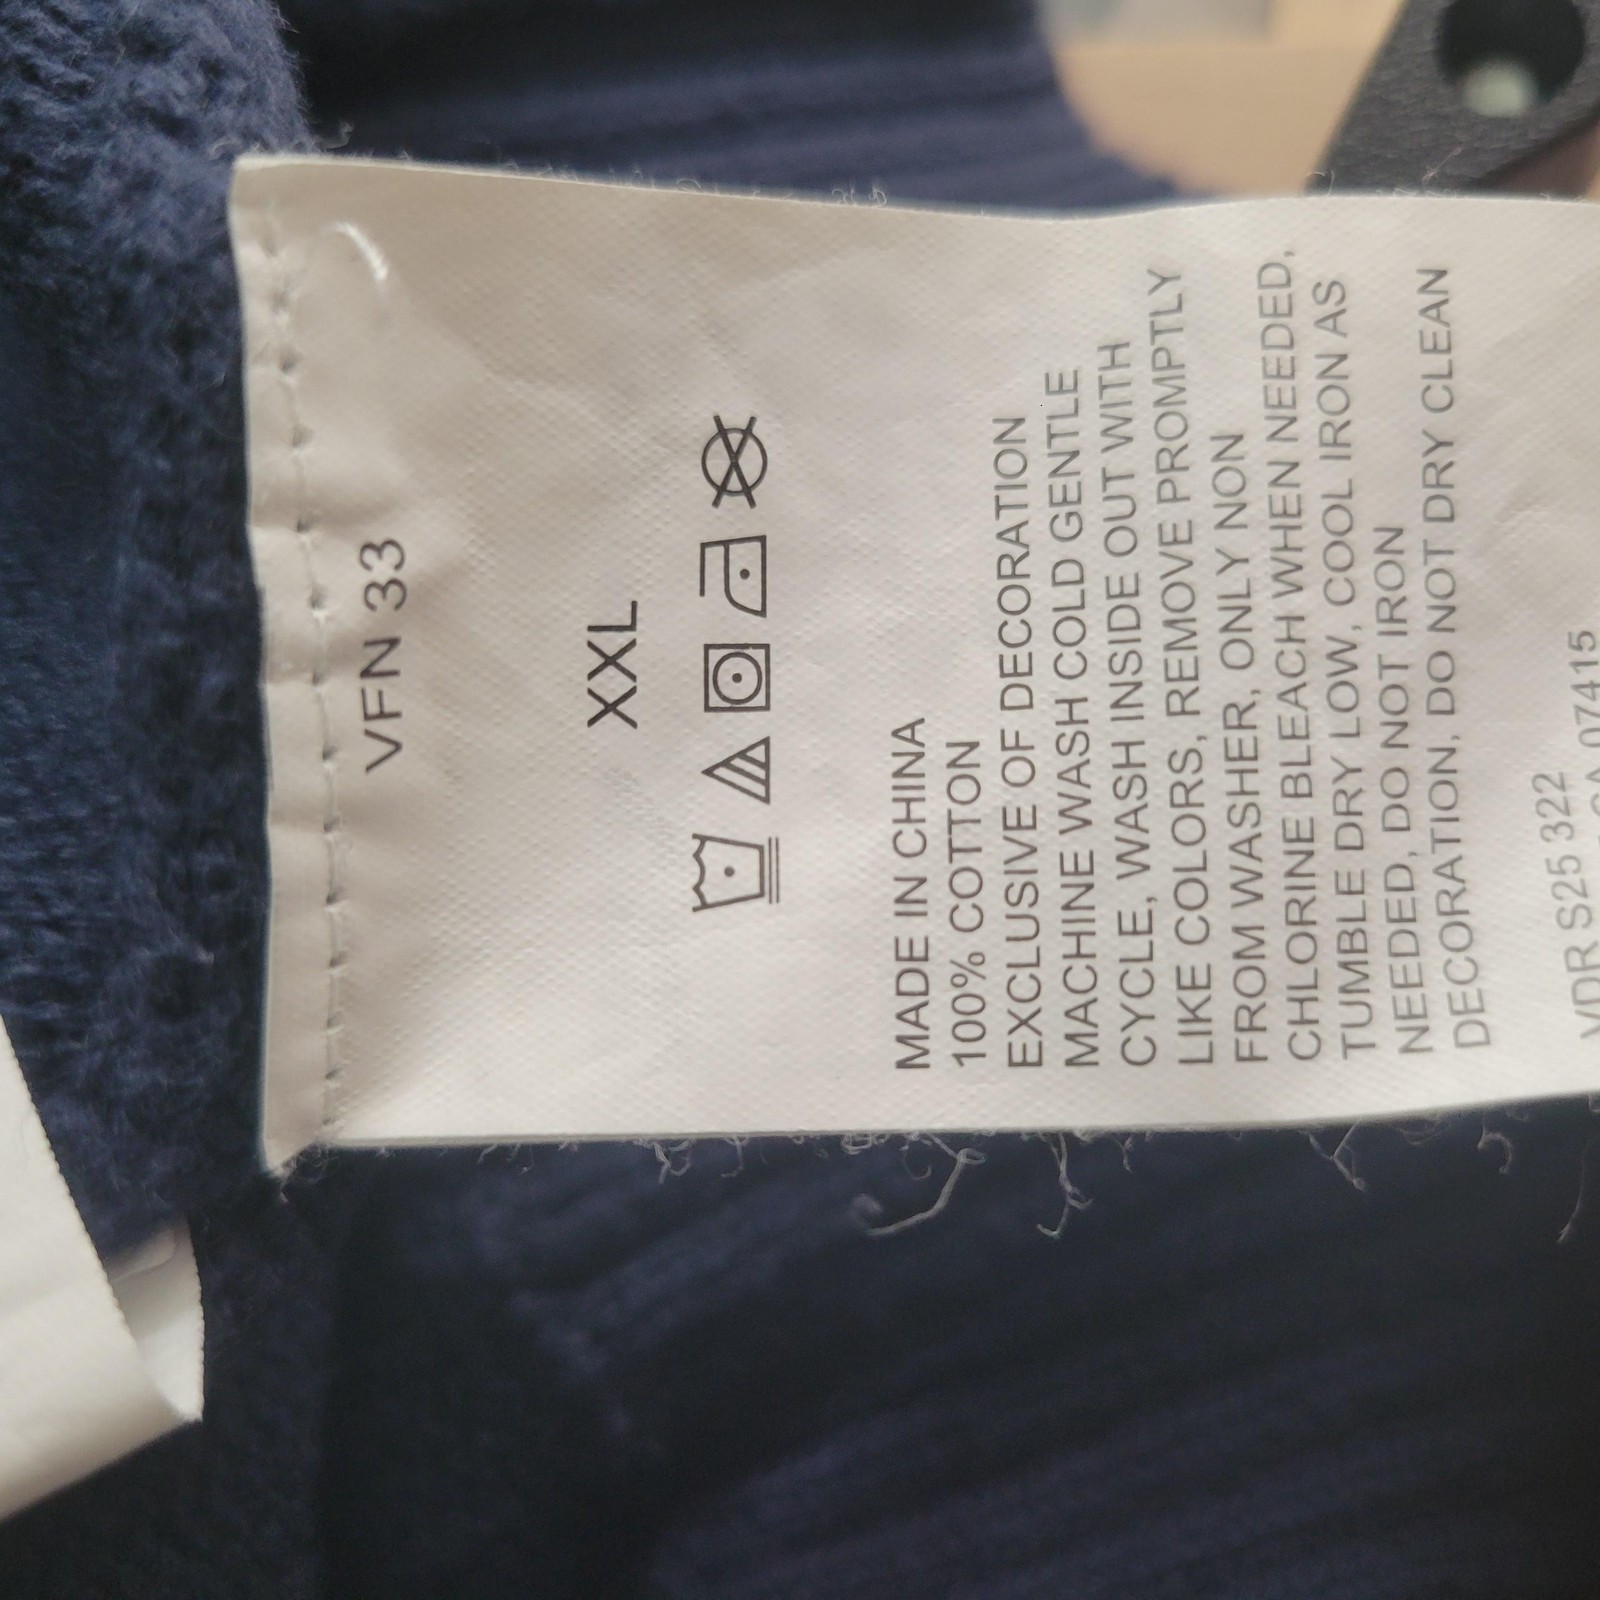 VFN 33
XXL
MADE IN CHINA
100% COTTON
EXCLUSIVE OF DECORATION
MACHINE WASH COLD GENTLE
CYCLE, WASH INSIDE OUT WITH
LIKE COLORS, REMOVE PROMPTLY
FROM WASHER, ONLY NON
CHLORINE BLEACH WHEN NEEDED,
TUMBLE DRY LOW, COOL IRON AS
NEEDED, DO NOT IRON
DECORATION, DO NOT DRY CLEAN
VDR S25 322
07415